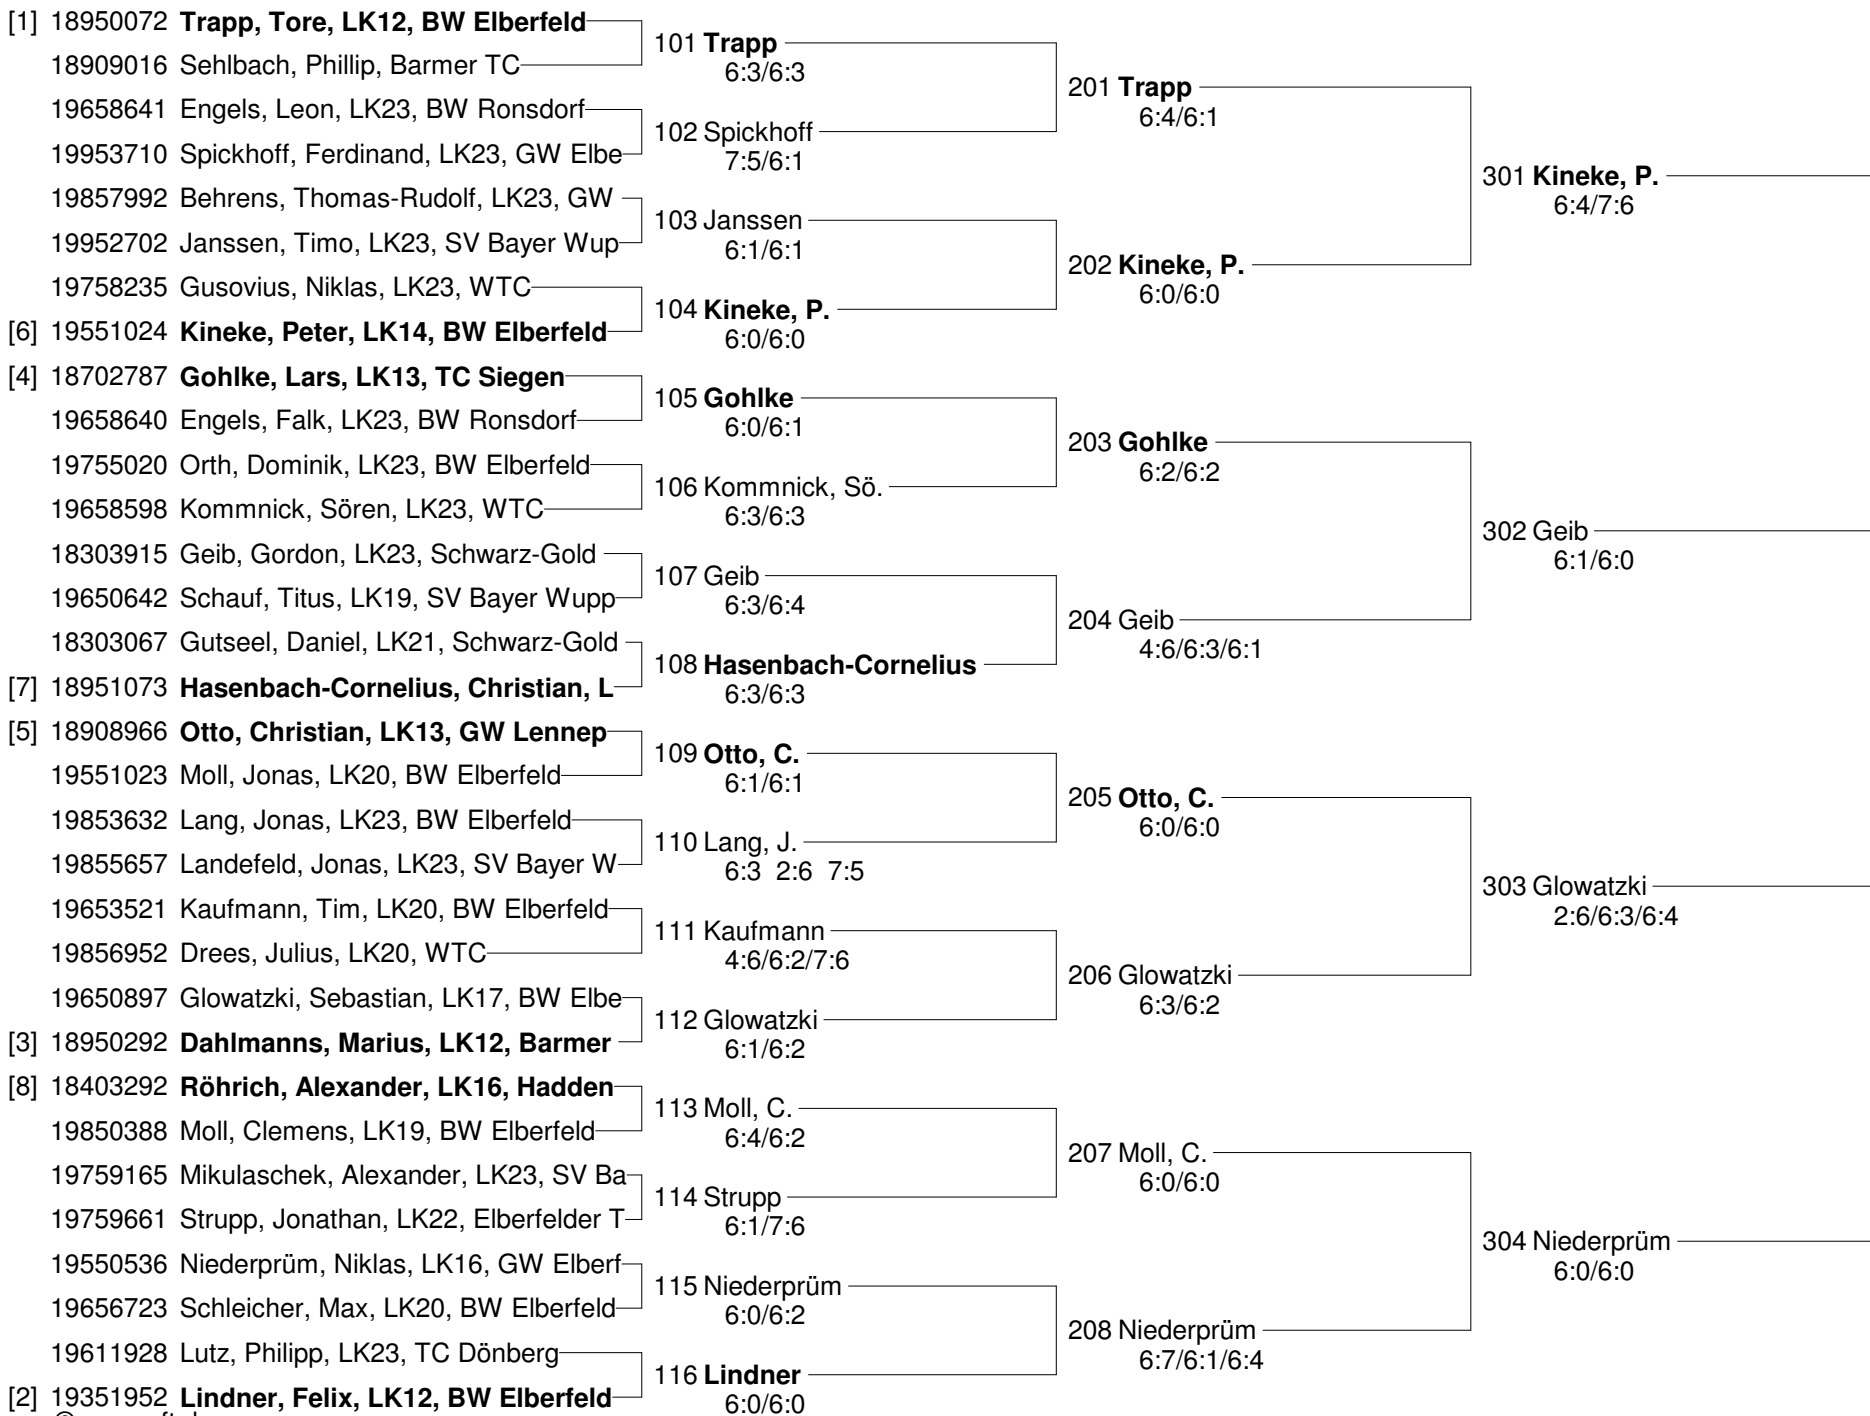 [1] 18950072 Trapp, Tore, LK12, BW Elberfeld
18909016 Sehlbach, Phillip, Barmer TC
19658641 Engels, Leon, LK23, BW Ronsdorf
19953710 Spickhoff, Ferdinand, LK23, GW Elbe
19857992 Behrens, Thomas-Rudolf, LK23, GW
19952702 Janssen, Timo, LK23, SV Bayer Wup
19758235 Gusovius, Niklas, LK23, WTC
[6] 19551024 Kineke, Peter, LK14, BW Elberfeld
[4] 18702787 Gohlke, Lars, LK13, TC Siegen
19658640 Engels, Falk, LK23, BW Ronsdorf
19755020 Orth, Dominik, LK23, BW Elberfeld
19658598 Kommnick, Sören, LK23, WTC
18303915 Geib, Gordon, LK23, Schwarz-Gold
19650642 Schauf, Titus, LK19, SV Bayer Wupp
18303067 Gutseel, Daniel, LK21, Schwarz-Gold
[7] 18951073 Hasenbach-Cornelius, Christian, L
[5] 18908966 Otto, Christian, LK13, GW Lennep
19551023 Moll, Jonas, LK20, BW Elberfeld
19853632 Lang, Jonas, LK23, BW Elberfeld
19855657 Landefeld, Jonas, LK23, SV Bayer W
19653521 Kaufmann, Tim, LK20, BW Elberfeld
19856952 Drees, Julius, LK20, WTC
19650897 Glowatzki, Sebastian, LK17, BW Elbe
[3] 18950292 Dahlmanns, Marius, LK12, Barmer
[8] 18403292 Röhrich, Alexander, LK16, Hadden
19850388 Moll, Clemens, LK19, BW Elberfeld
19759165 Mikulaschek, Alexander, LK23, SV Ba
19759661 Strupp, Jonathan, LK22, Elberfelder T
19550536 Niederprüm, Niklas, LK16, GW Elberf
19656723 Schleicher, Max, LK20, BW Elberfeld
19611928 Lutz, Philipp, LK23, TC Dönberg
[2] 19351952 Lindner, Felix, LK12, BW Elberfeld
101 Trapp
6:3/6:3
102 Spickhoff
7:5/6:1
103 Janssen
6:1/6:1
104 Kineke, P.
6:0/6:0
105 Gohlke
6:0/6:1
106 Kommnick, Sö.
6:3/6:3
107 Geib
6:3/6:4
108 Hasenbach-Cornelius
6:3/6:3
109 Otto, C.
6:1/6:1
110 Lang, J.
6:3 2:6 7:5
111 Kaufmann
4:6/6:2/7:6
112 Glowatzki
6:1/6:2
113 Moll, C.
6:4/6:2
114 Strupp
6:1/7:6
115 Niederprüm
6:0/6:2
116 Lindner
6:0/6:0
201 Trapp
6:4/6:1
202 Kineke, P.
6:0/6:0
203 Gohlke
6:2/6:2
204 Geib
4:6/6:3/6:1
205 Otto, C.
6:0/6:0
206 Glowatzki
6:3/6:2
207 Moll, C.
6:0/6:0
208 Niederprüm
6:7/6:1/6:4
301 Kineke, P.
6:4/7:6
302 Geib
6:1/6:0
303 Glowatzki
2:6/6:3/6:4
304 Niederprüm
6:0/6:0